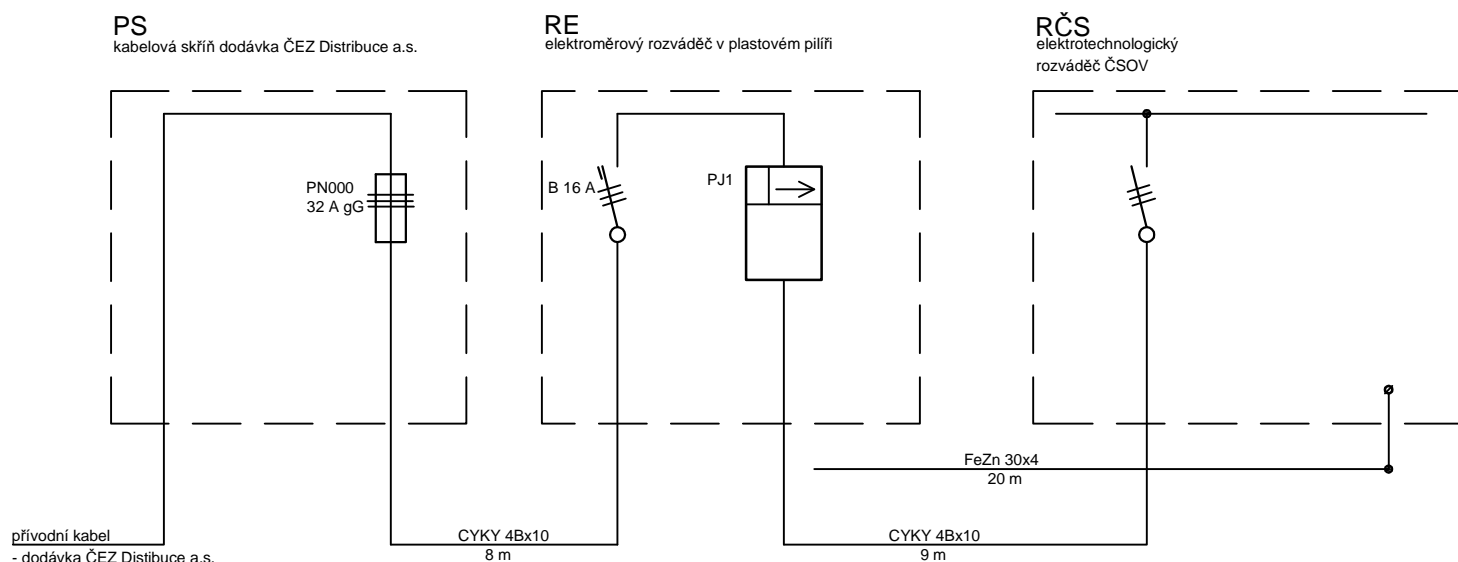 PS
kabelová skříň dodávka ČEZ Distribuce a.s.
RE
elektroměrový rozváděč v plastovém pilíři
RČS
elektrotechnologický
rozváděč ČSOV
PN000
32 A gG
B 16 A
PJ1
FeZn 30x4
20 m
přívodní kabel
- dodávka ČEZ Distibuce a.s.
CYKY 4Bx10
8 m
CYKY 4Bx10
9 m